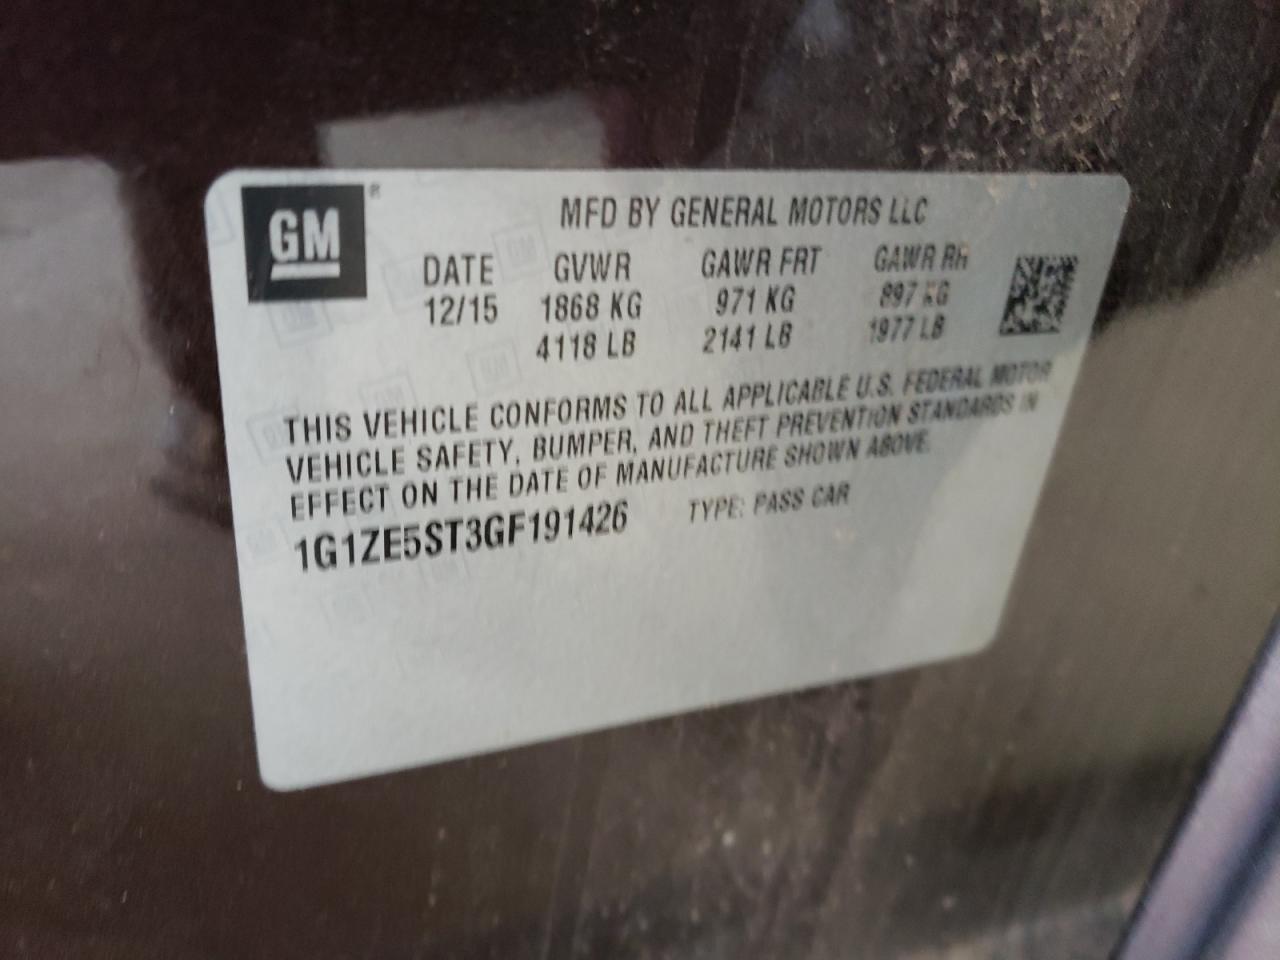 GM ®
MFD BY GENERAL MOTORS LLC
DATE GVWR GAWR FRT GAWR RR
12/15 1868 KG 971 KG 897 KG
4118 LB 2141 LB 1977 LB
THIS VEHICLE CONFORMS TO ALL APPLICABLE U.S. FEDERAL MOTOR
VEHICLE SAFETY, BUMPER, AND THEFT PREVENTION STANDARDS IN
EFFECT ON THE DATE OF MANUFACTURE SHOWN ABOVE.
1G1ZE5ST3GF191426 TYPE: PASS CAR